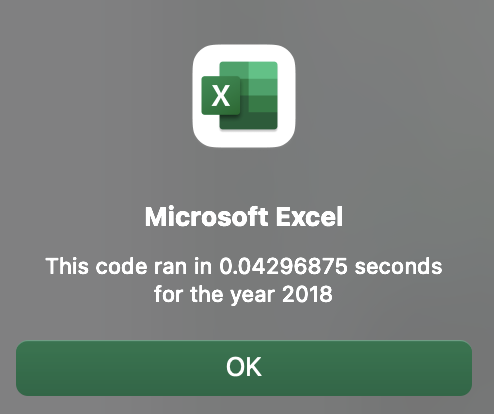 X
Microsoft Excel
This code ran in 0.04296875 seconds
for the year 2018
OK